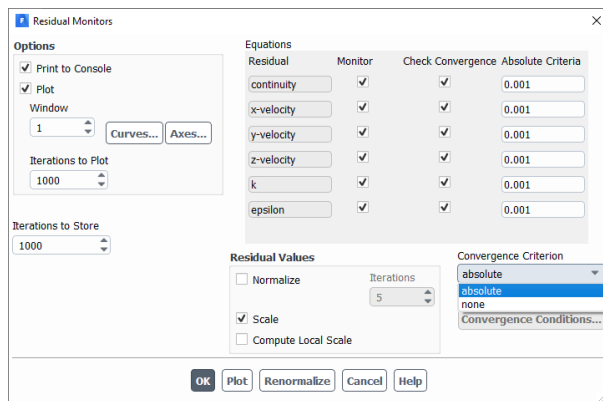 Residual Monitors
Options
Print to Console
Plot
Window
1
Curves...
Axes...
Iterations to Plot
1000
Iterations to Store
1000
Equations
Residual Monitor Check Convergence Absolute Criteria
continuity 0.001
x-velocity 0.001
y-velocity 0.001
z-velocity 0.001
k 0.001
epsilon 0.001
Residual Values
Normalize
Iterations
5
Scale
Compute Local Scale
Convergence Criterion
absolute
absolute
none
Convergence Conditions...
OK Plot Renormalize Cancel Help